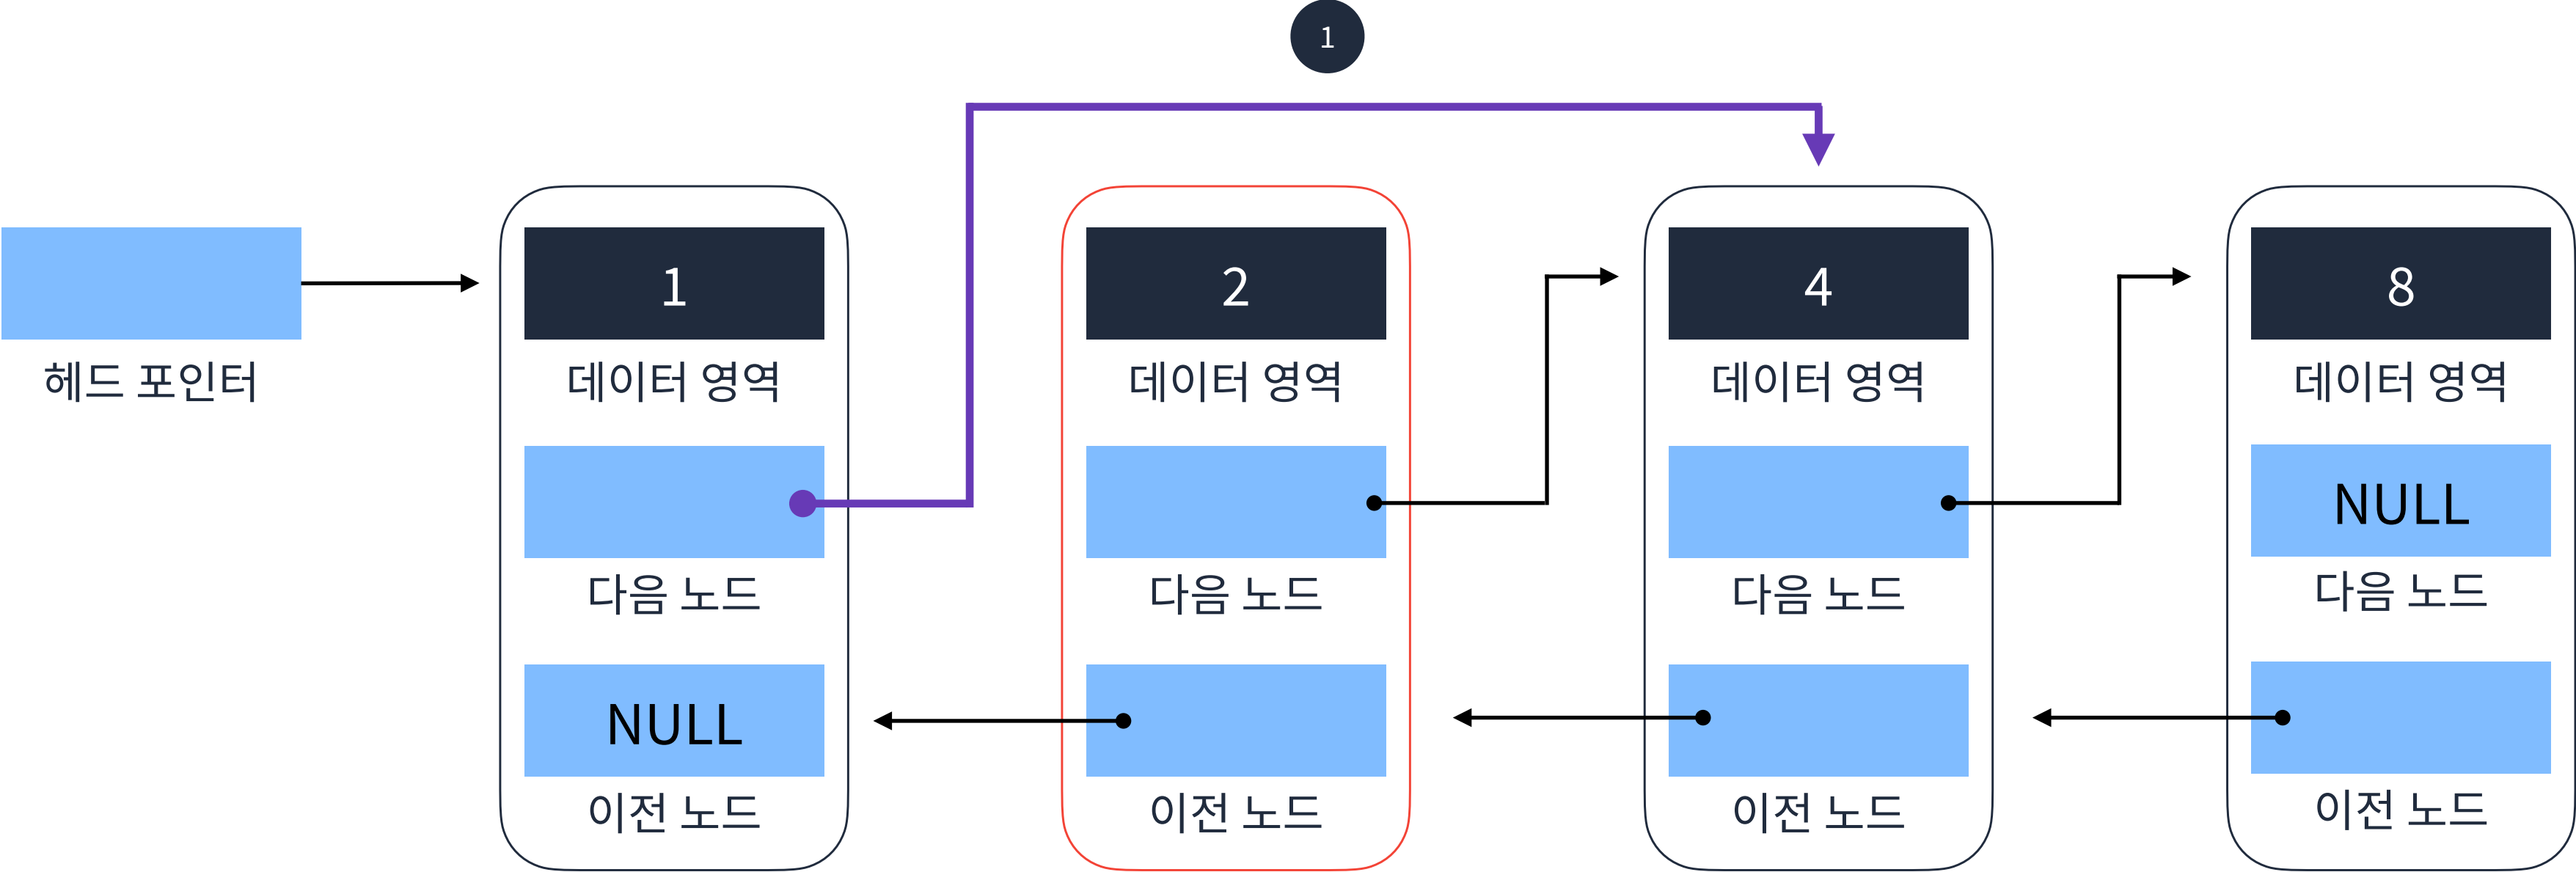 1
헤드 포인터
1
데이터 영역
다음 노드
NULL
이전 노드
2
데이터 영역
다음 노드
이전 노드
4
데이터 영역
다음 노드
이전 노드
8
데이터 영역
NULL
다음 노드
이전 노드